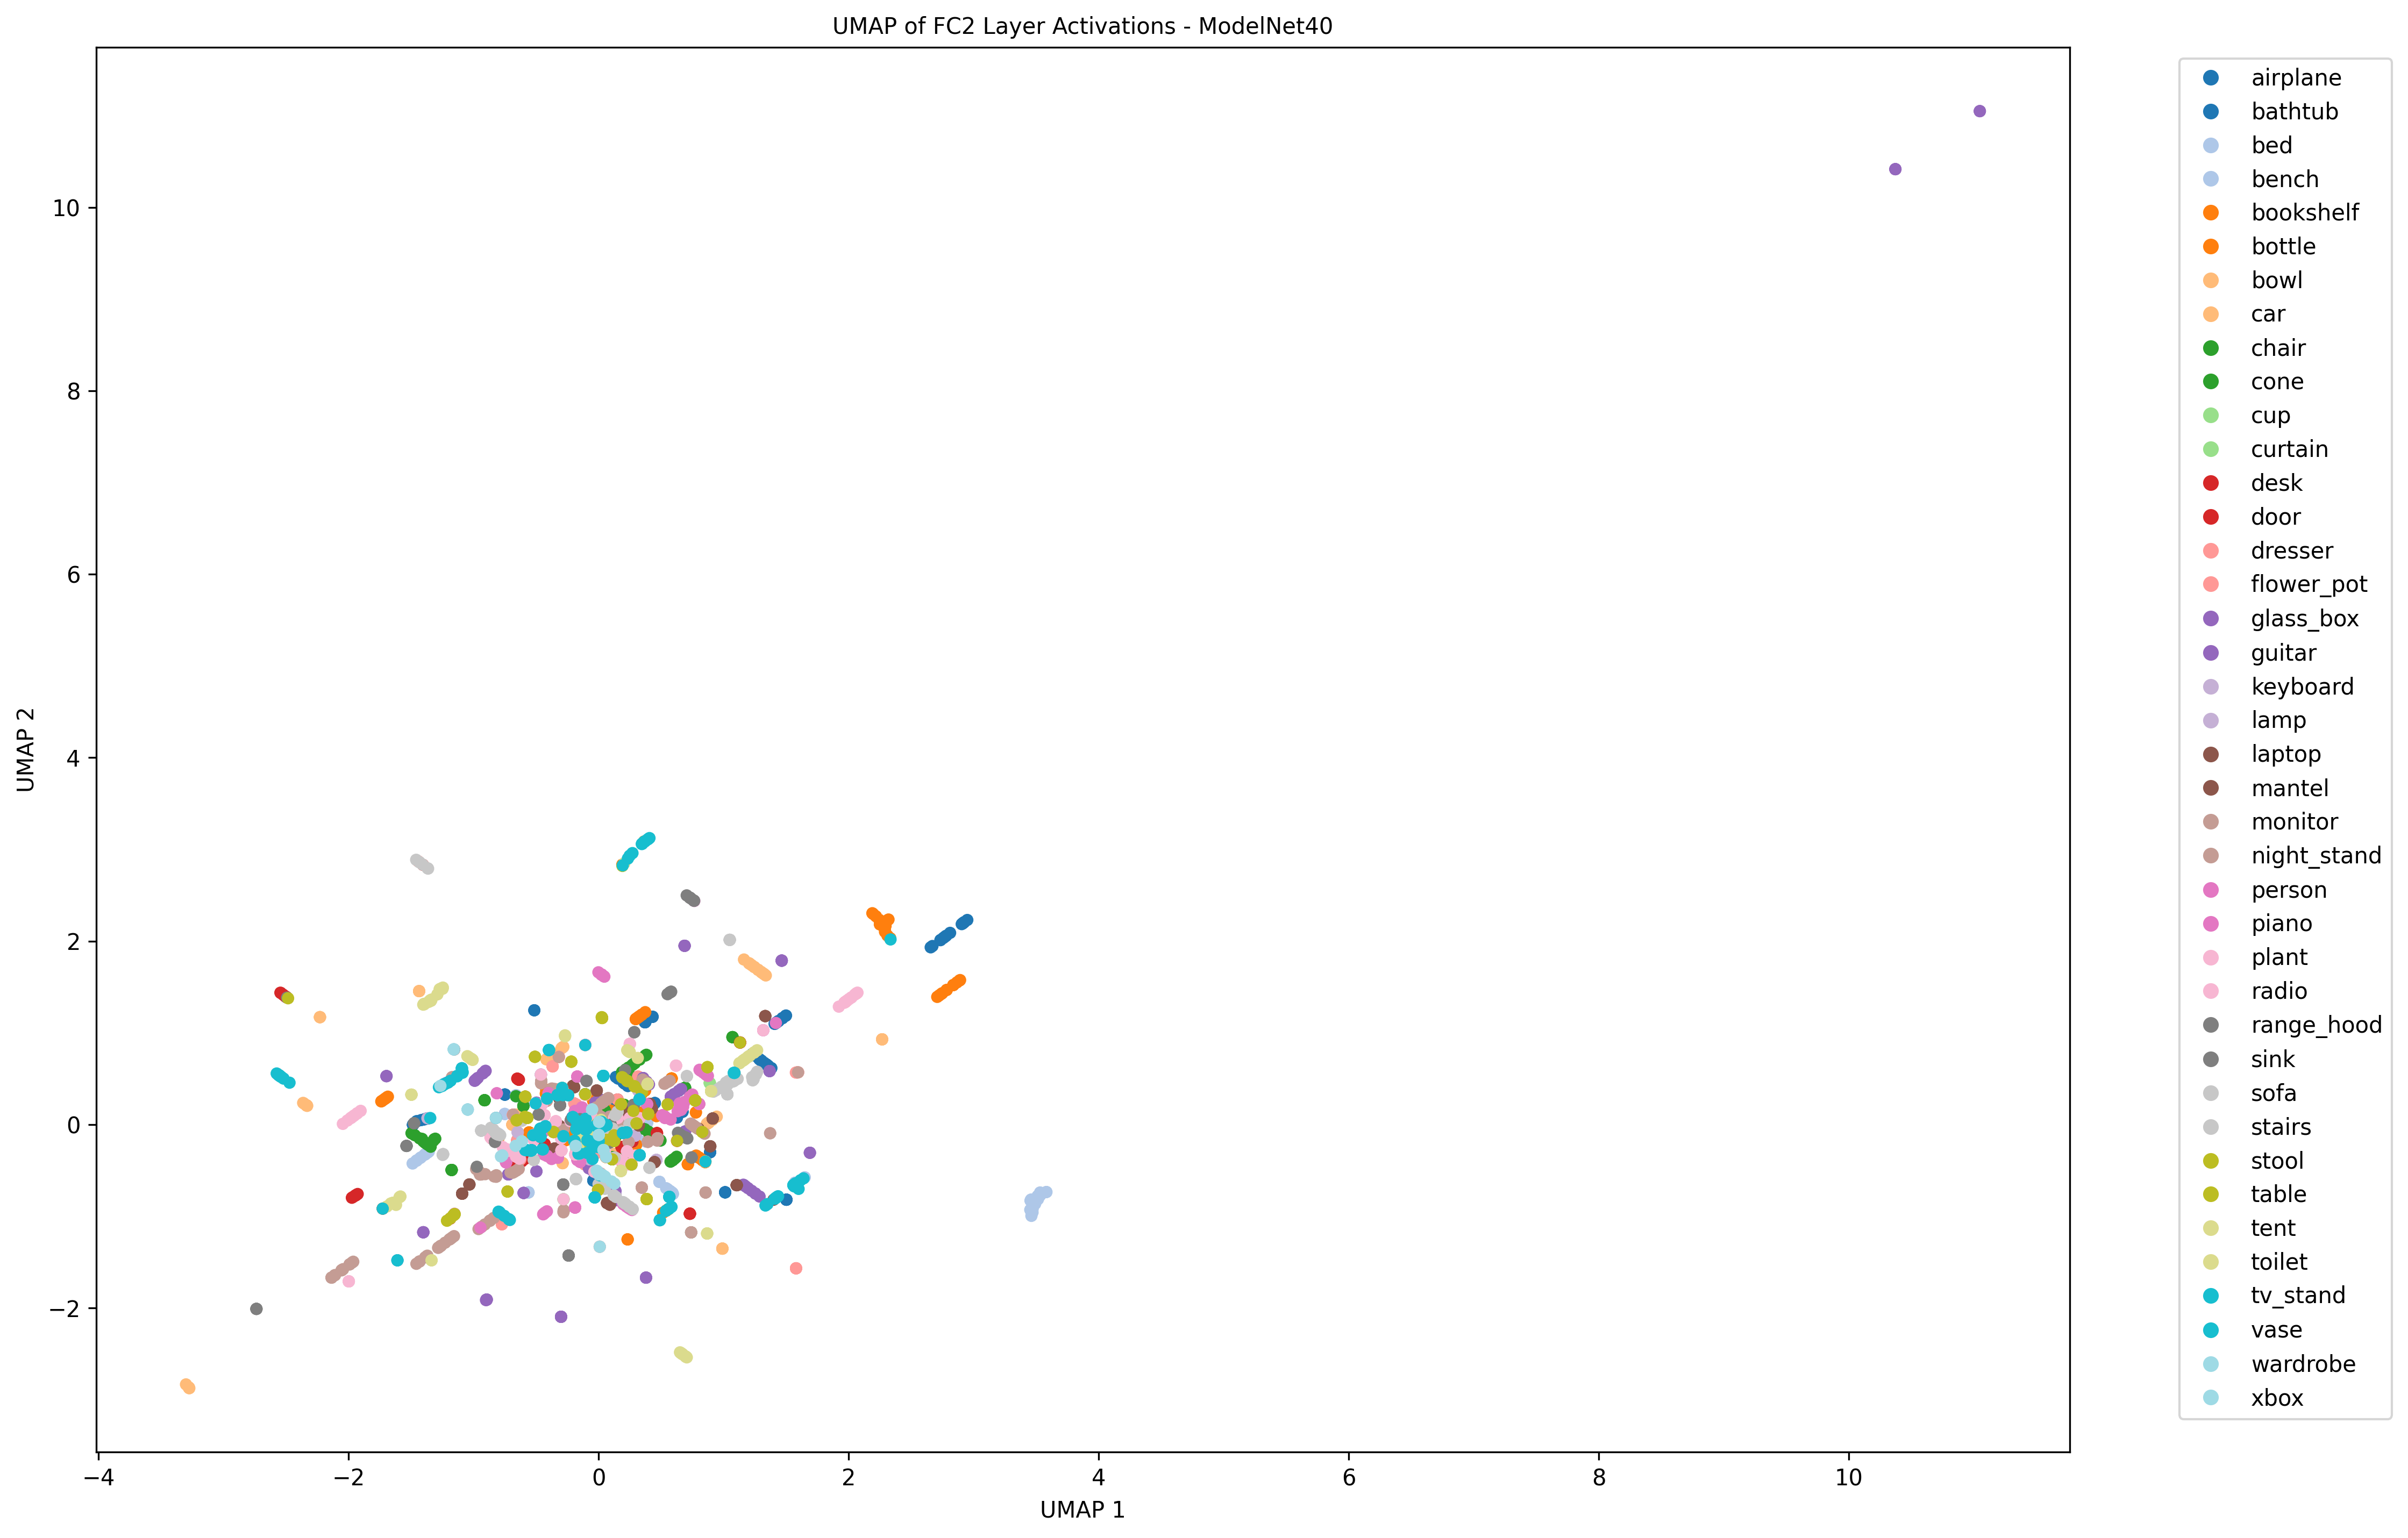 UMAP of FC2 Layer Activations - ModelNet40
UMAP 2
10
8
6
4
2
0
−2
−4
−2
0
2
4
6
8
10
UMAP 1
airplane
bathtub
bed
bench
bookshelf
bottle
bowl
car
chair
cone
cup
curtain
desk
door
dresser
flower_pot
glass_box
guitar
keyboard
lamp
laptop
mantel
monitor
night_stand
person
piano
plant
radio
range_hood
sink
sofa
stairs
stool
table
tent
toilet
tv_stand
vase
wardrobe
xbox